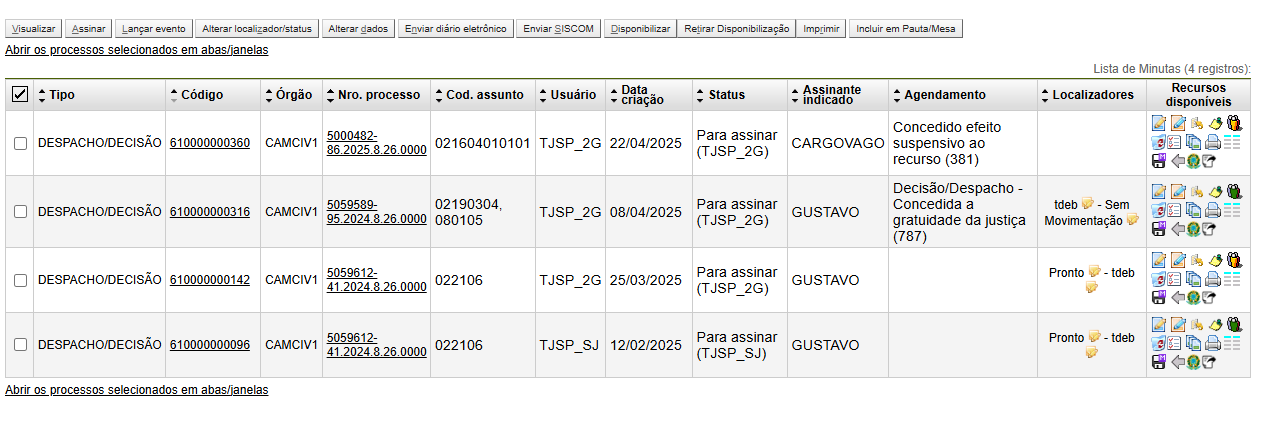 Visualizar Assinar Lançar evento Alterar localizador/status Alterar dados Enviar diário eletrônico Enviar SISCOM Disponibilizar Retirar Disponibilização Imprimir Incluir em Pauta/Mesa
Abrir os processos selecionados em abas/janelas
Lista de Minutas (4 registros):
Tipo Código Órgão Nro. processo Cod. assunto Usuário Data criação Status Assinante indicado Agendamento Localizadores Recursos disponíveis
DESPACHO/DECISÃO 610000000360 CAMCIV1 5000482-86.2025.8.26.0000 021604010101 TJSP_2G 22/04/2025 Para assinar (TJSP_2G) CARGOVAGO Concedido efeito suspensivo ao recurso (381)
DESPACHO/DECISÃO 610000000316 CAMCIV1 5059589-95.2024.8.26.0000 02190304, 080105 TJSP_2G 08/04/2025 Para assinar (TJSP_2G) GUSTAVO Decisão/Despacho - Concedida a gratuidade da justiça (787) tdeb - Sem Movimentação
DESPACHO/DECISÃO 610000000142 CAMCIV1 5059612-41.2024.8.26.0000 022106 TJSP_2G 25/03/2025 Para assinar (TJSP_2G) GUSTAVO Pronto - tdeb
DESPACHO/DECISÃO 610000000096 CAMCIV1 5059612-41.2024.8.26.0000 022106 TJSP_SJ 12/02/2025 Para assinar (TJSP_SJ) GUSTAVO Pronto - tdeb
Abrir os processos selecionados em abas/janelas